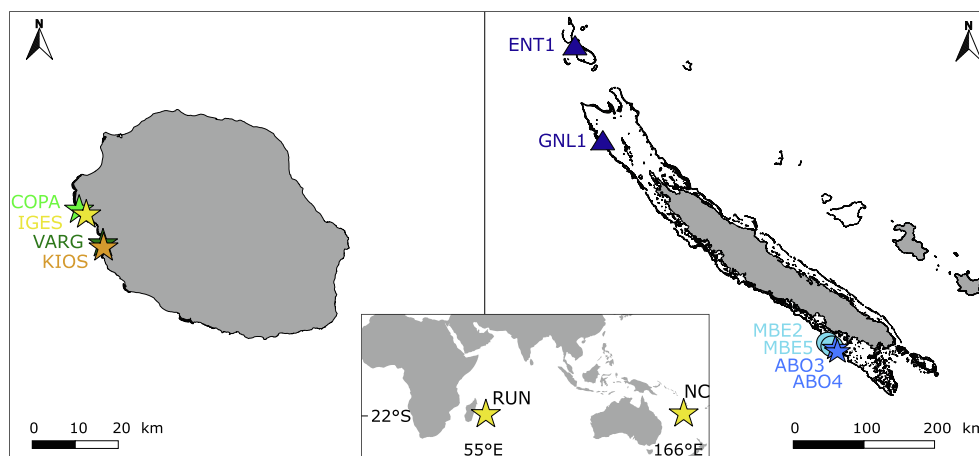 N
COPA
IGES
VARG
KIOS
0 10 20 km
N
ENT1
GNL1
MBE2
MBE5
ABO3
ABO4
0 100 200 km
RUN
NC
22°S
55°E
166°E